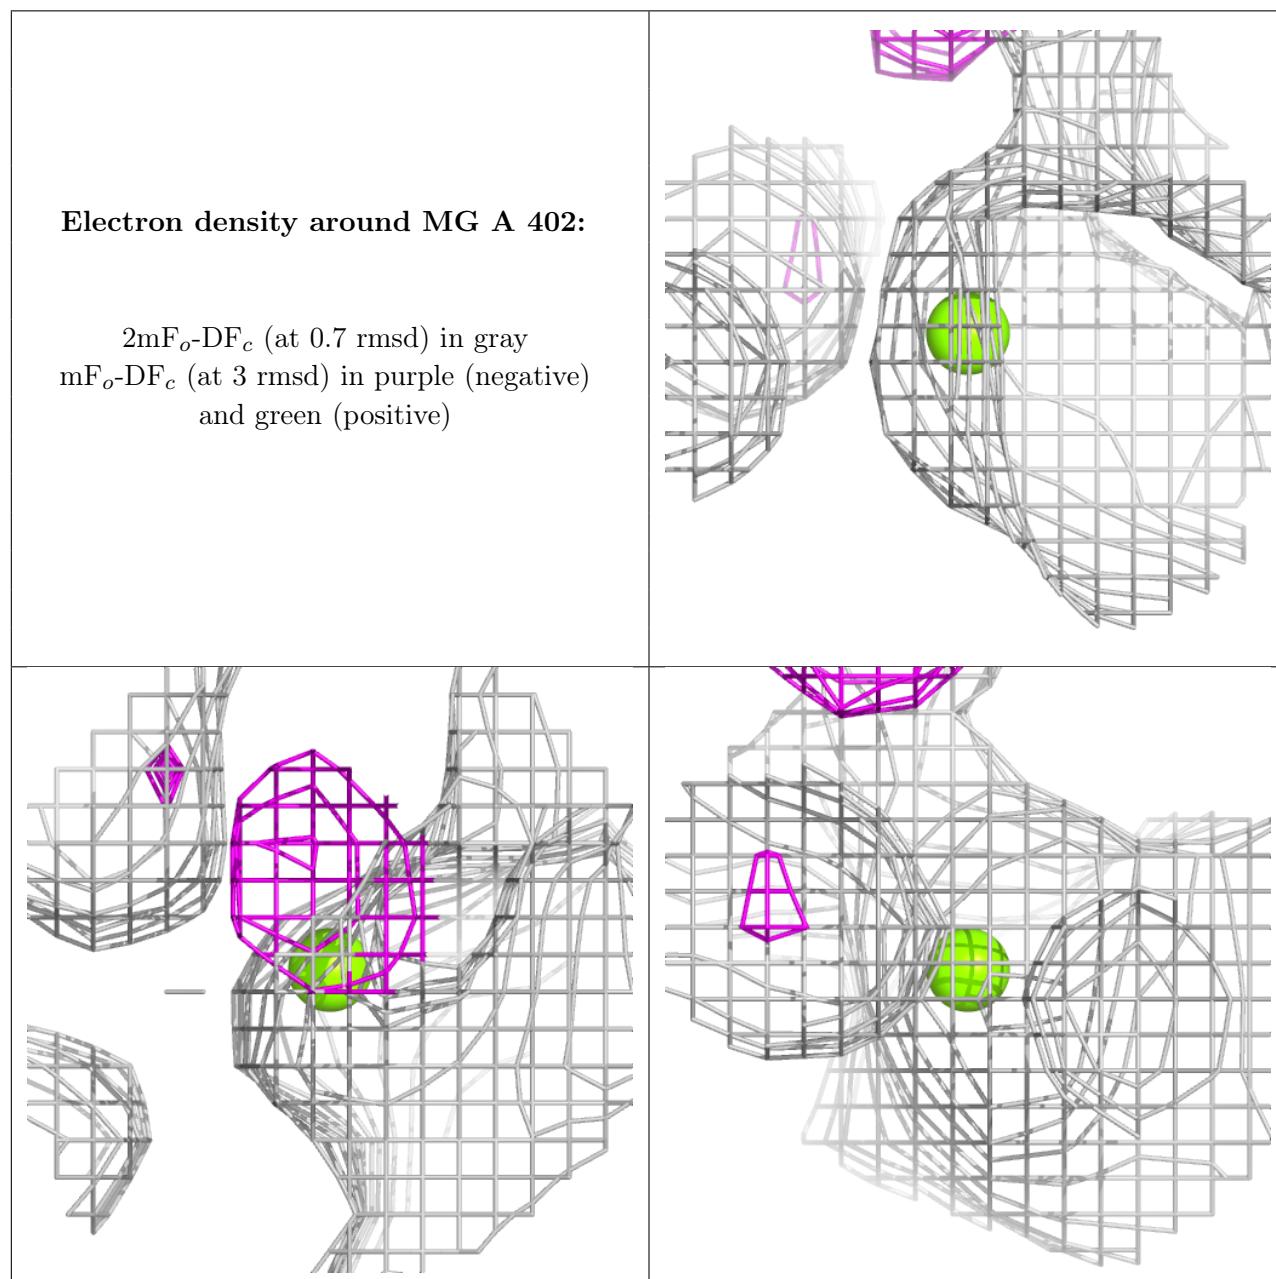 Electron density around MG A 402:
2mFo-DFc (at 0.7 rmsd) in gray
mFo-DFc (at 3 rmsd) in purple (negative)
and green (positive)